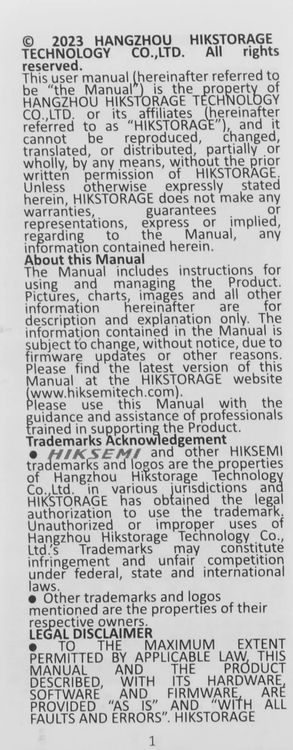 © 2023 HANGZHOU HIKSTORAGE
TECHNOLOGY CO.,LTD. All rights
reserved.
This user manual (hereinafter referred to
be “the Manual”) is the property of
HANGZHOU HIKSTORAGE TECHNOLOGY
CO.,LTD. or its affiliates (hereinafter
referred to as “HIKSTORAGE”), and it
cannot be reproduced, changed,
translated, or distributed, partially or
wholly, by any means, without the prior
written permission of HIKSTORAGE.
Unless otherwise expressly stated
herein, HIKSTORAGE does not make any
warranties, guarantees or
representations, express or implied,
regarding to the Manual, any
information contained herein.
About this Manual
The Manual includes instructions for
using and managing the Product.
Pictures, charts, images and all other
information hereinafter are for
description and explanation only. The
information contained in the Manual is
subject to change, without notice, due to
firmware updates or other reasons.
Please find the latest version of this
Manual at the HIKSTORAGE website
(www.hiksemitech.com).
Please use this Manual with the
guidance and assistance of professionals
trained in supporting the Product.
Trademarks Acknowledgement
● HIKSEMI and other HIKSEMI
trademarks and logos are the properties
of Hangzhou Hikstorage Technology
Co.,Ltd. in various jurisdictions and
HIKSTORAGE has obtained the legal
authorization to use the trademark.
Unauthorized or improper uses of
Hangzhou Hikstorage Technology Co.,
Ltd.’s Trademarks may constitute
infringement and unfair competition
under federal, state and international
laws.
● Other trademarks and logos
mentioned are the properties of their
respective owners.
LEGAL DISCLAIMER
● TO THE MAXIMUM EXTENT
PERMITTED BY APPLICABLE LAW, THIS
MANUAL AND THE PRODUCT
DESCRIBED, WITH ITS HARDWARE,
SOFTWARE AND FIRMWARE, ARE
PROVIDED “AS IS” AND “WITH ALL
FAULTS AND ERRORS”. HIKSTORAGE
1